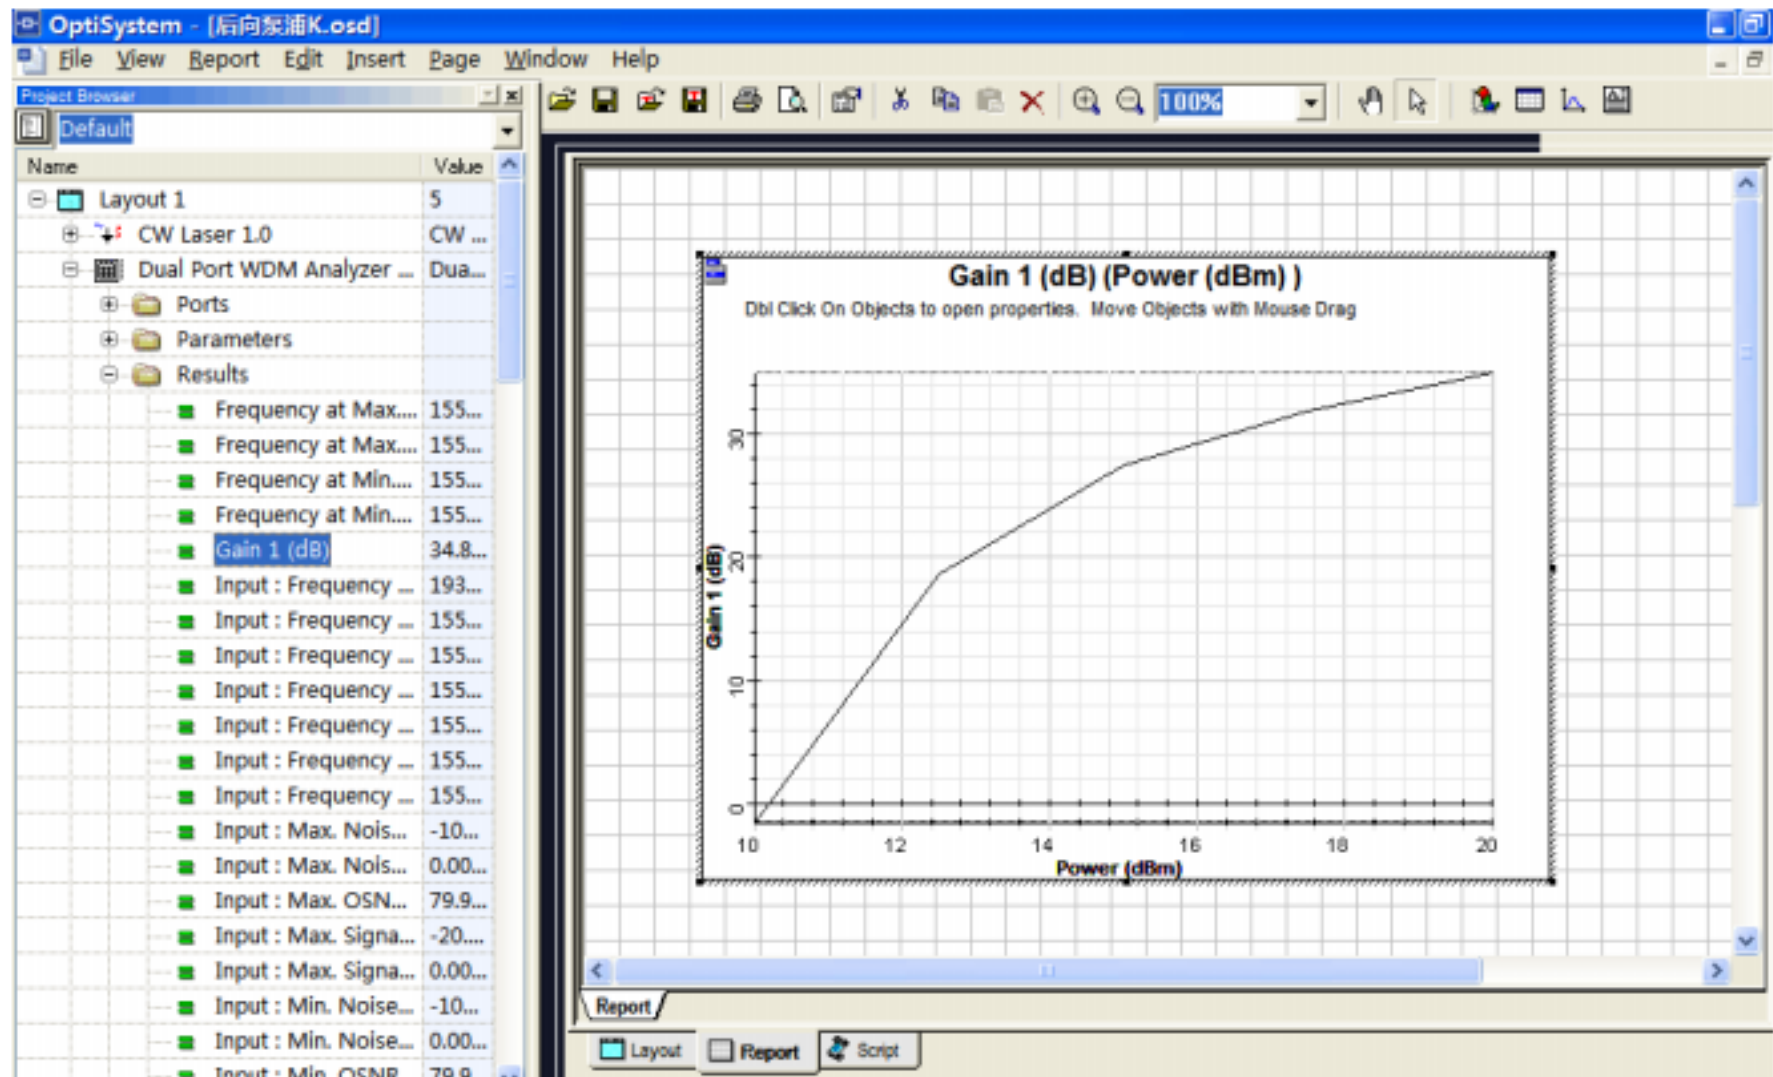 OptiSystem - [后向泵浦K.osd]
File View Report Edit Insert Page Window Help
Project Browser
Default
100%
Name Value
Layout 1 5
CW Laser 1.0 CW ...
Dual Port WDM Analyzer ... Dua...
Ports
Parameters
Results
Frequency at Max.... 155...
Frequency at Max.... 155...
Frequency at Min.... 155...
Frequency at Min.... 155...
Gain 1 (dB) 34.8...
Input : Frequency ... 193...
Input : Frequency ... 155...
Input : Frequency ... 155...
Input : Frequency ... 155...
Input : Frequency ... 155...
Input : Frequency ... 155...
Input : Frequency ... 155...
Input : Max. Nois... -10...
Input : Max. Nois... 0.00...
Input : Max. OSN... 79.9...
Input : Max. Signa... -20....
Input : Max. Signa... 0.00...
Input : Min. Noise... -10...
Input : Min. Noise... 0.00...
Input : Min. OSNR 79.9
Gain 1 (dB) (Power (dBm) )
Dbl Click On Objects to open properties. Move Objects with Mouse Drag
Gain 1 (dB)
30
20
10
0
10 12 14 16 18 20
Power (dBm)
Report
Layout Report Script